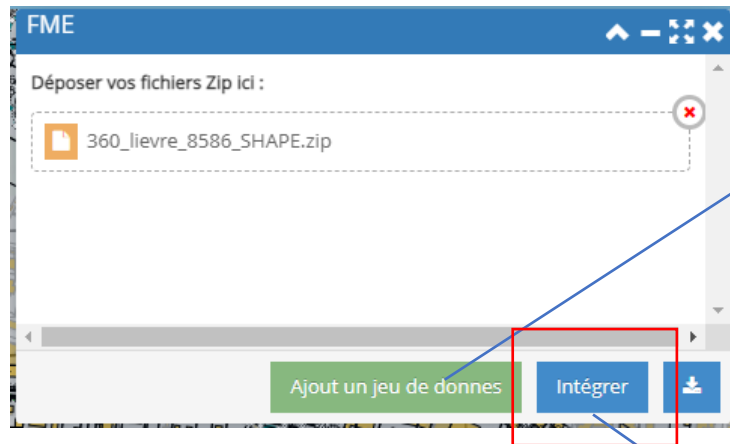 FME
Déposer vos fichiers Zip ici :
360_lievre_8586_SHAPE.zip
Ajout un jeu de donnes
Intégrer